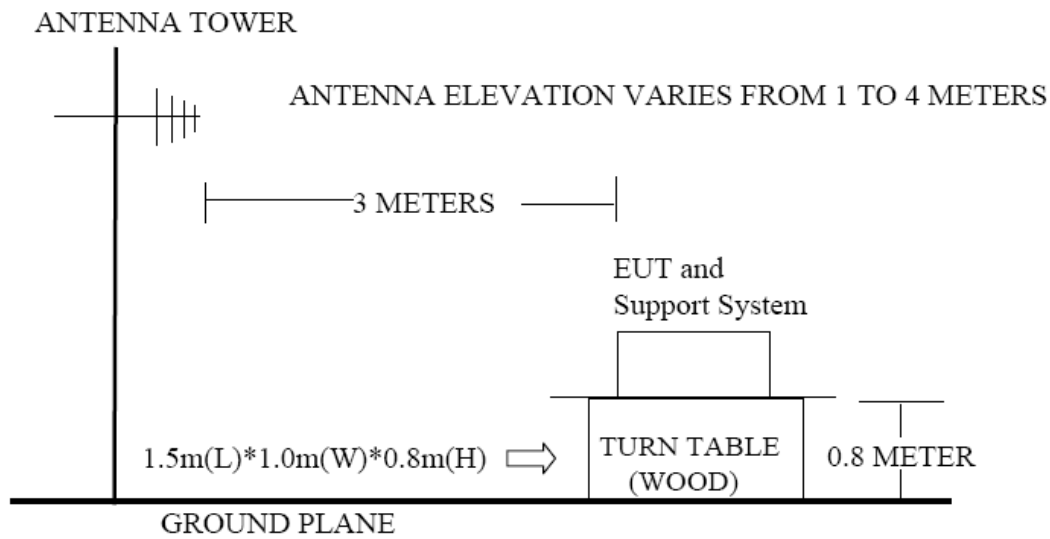 ANTENNA TOWER
ANTENNA ELEVATION VARIES FROM 1 TO 4 METERS
3 METERS
EUT and
Support System
1.5m(L)*1.0m(W)*0.8m(H)
TURN TABLE
(WOOD)
0.8 METER
GROUND PLANE